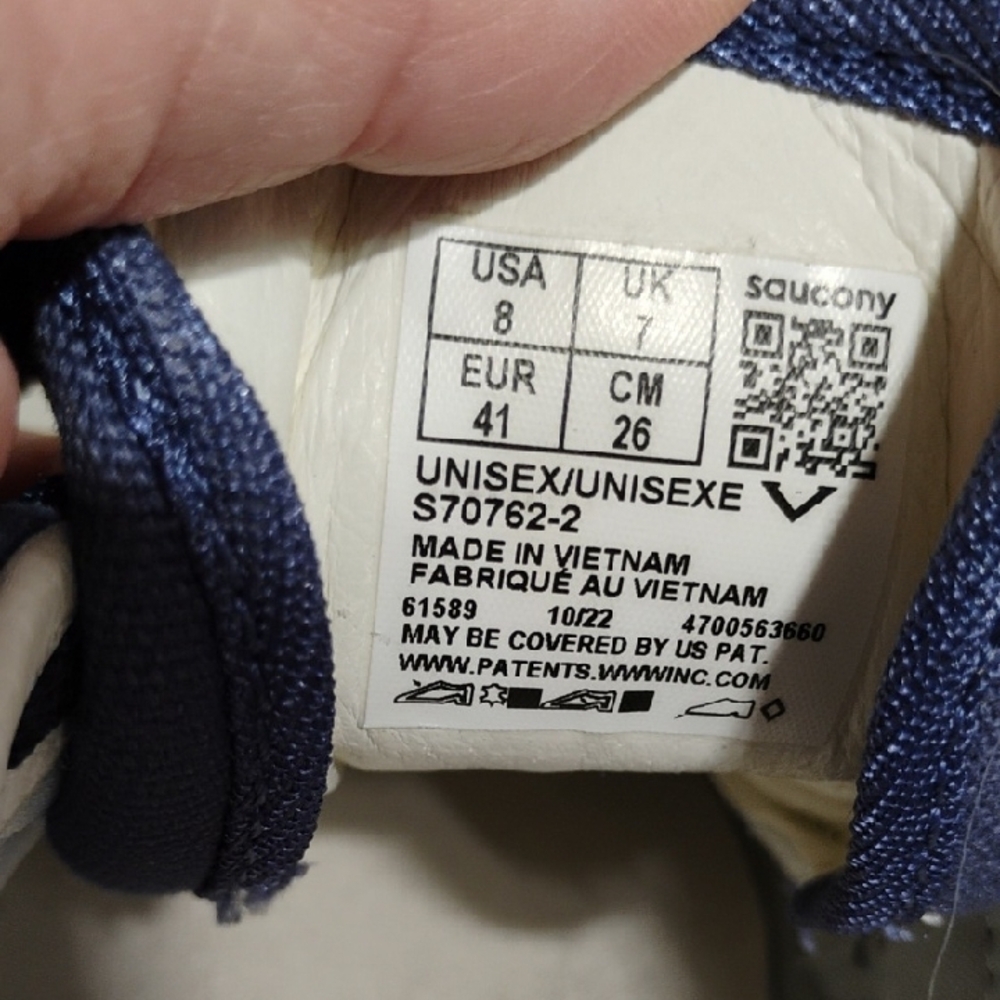 USA UK
8 7
EUR CM
41 26
saucony
UNISEX/UNISEXE
S70762-2
MADE IN VIETNAM
FABRIQUÉ AU VIETNAM
61589 10/22 4700563660
MAY BE COVERED BY US PAT.
WWW.PATENTS.WWWINC.COM